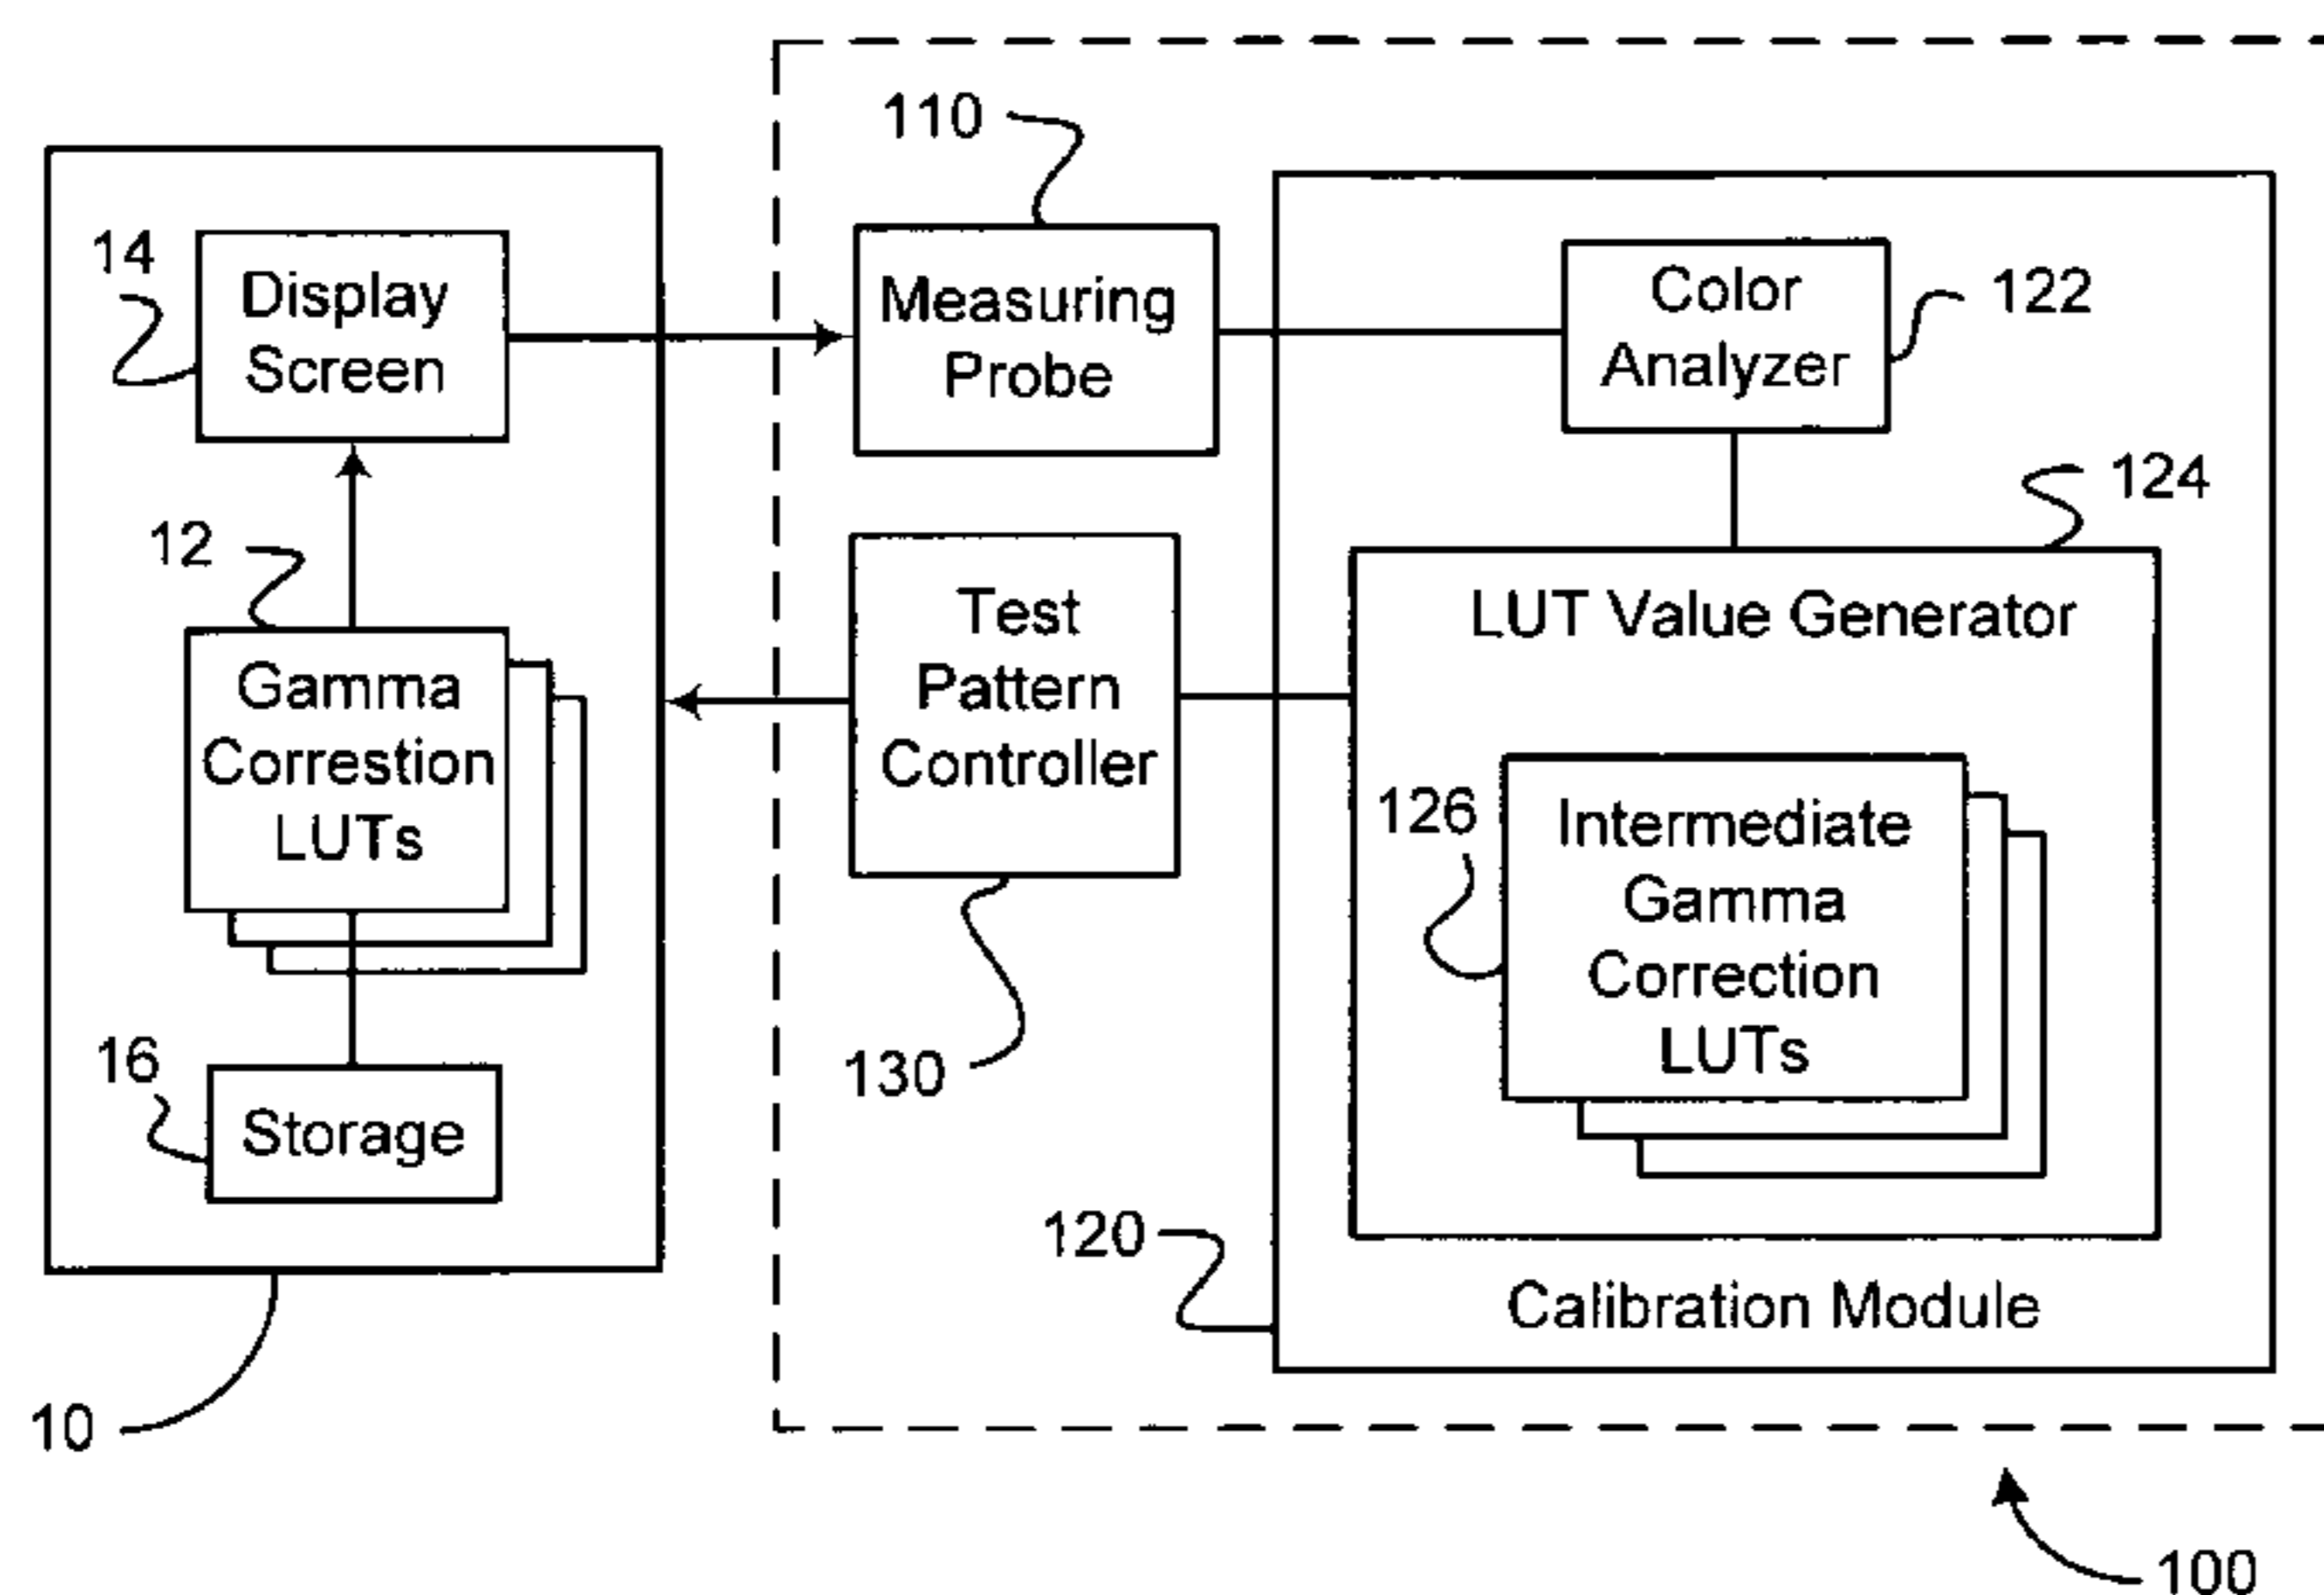 110
14
Display
Screen
Measuring
Probe
Color
Analyzer
122
124
12
Gamma
Correstion
LUTs
Test
Pattern
Controller
LUT Value Generator
126
Intermediate
Gamma
Correction
LUTs
16
Storage
130
120
Calibration Module
10
100